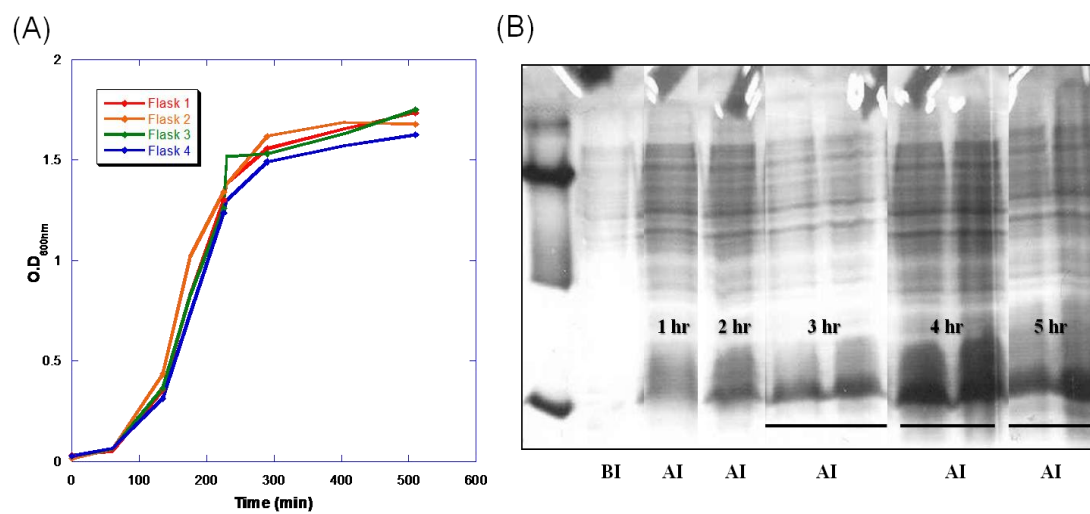 (A)
(B)
2
1.5
1
0.5
0
O.D600nm
Flask 1
Flask 2
Flask 3
Flask 4
0 100 200 300 400 500 600
Time (min)
1 hr 2 hr 3 hr 4 hr 5 hr
BI AI AI AI AI AI